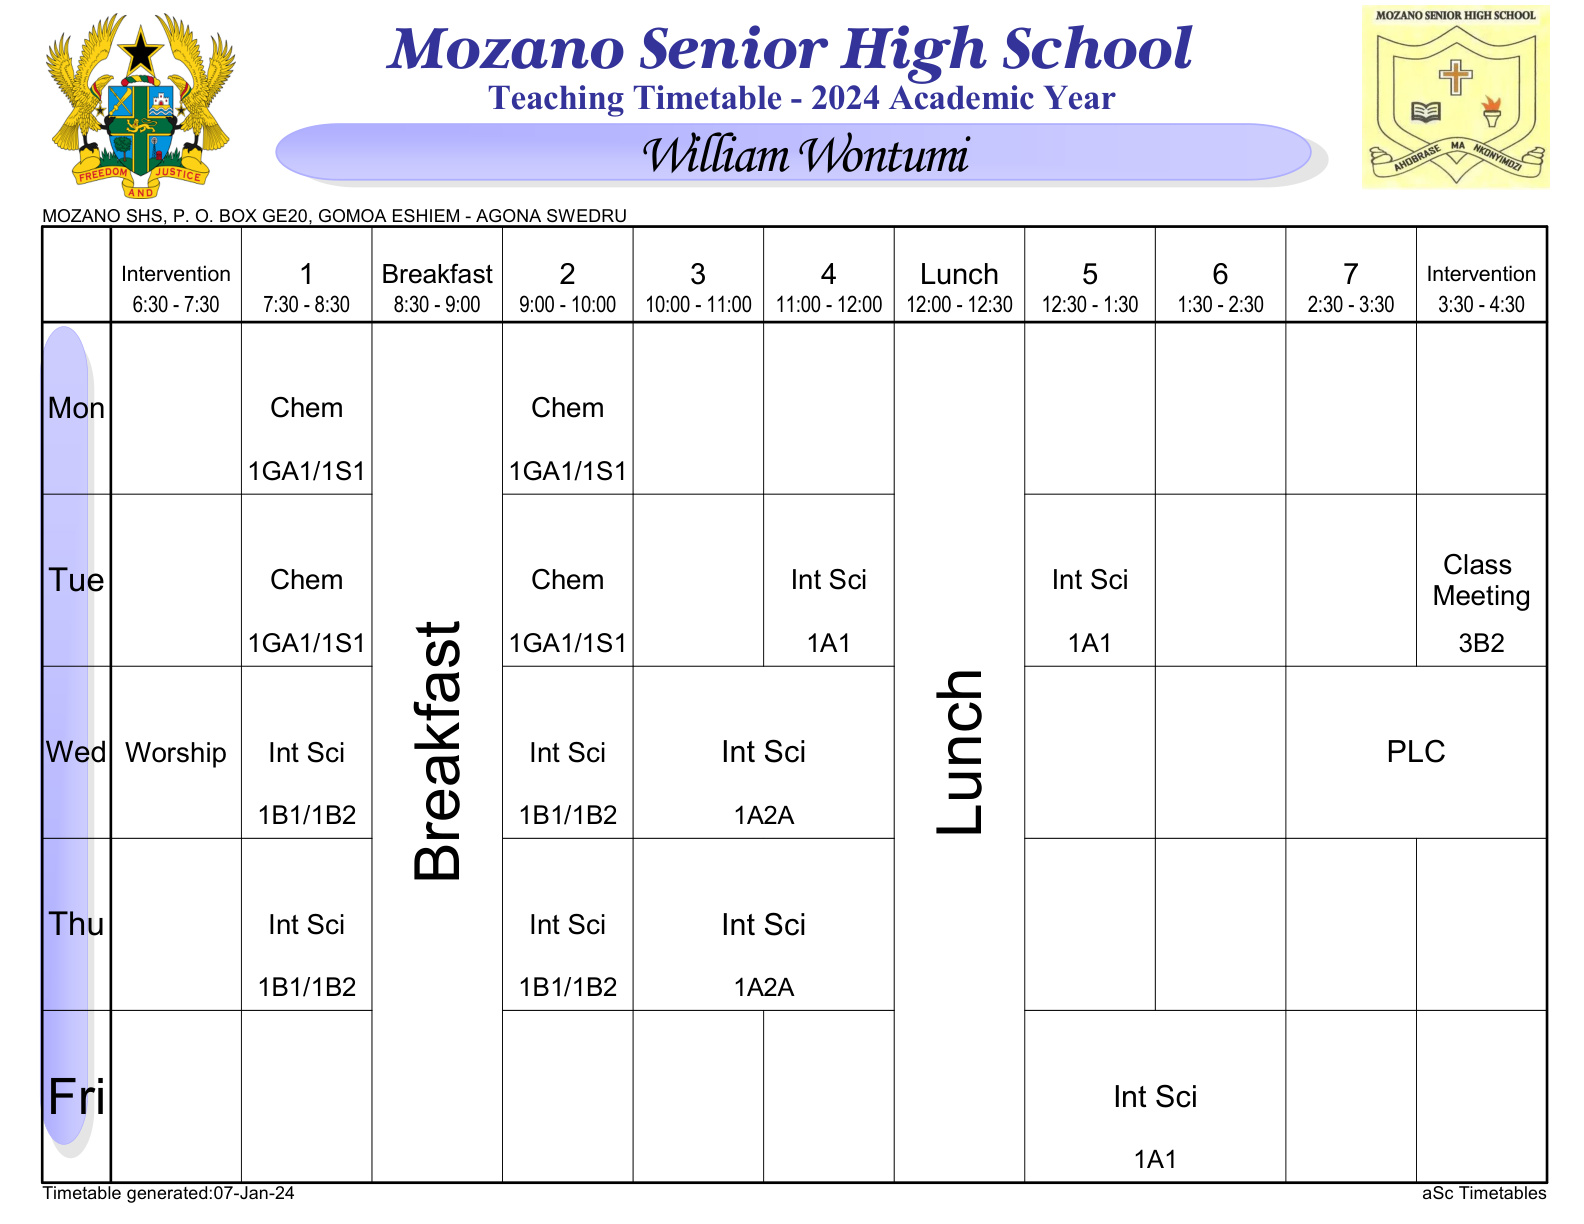 Mozano Senior High School
Teaching Timetable - 2024 Academic Year
William Wontumi
FREEDOM AND JUSTICE
MOZANO SENIOR HIGH SCHOOL
AHOBRASE MA NKONYIMDZI
MOZANO SHS, P. O. BOX GE20, GOMOA ESHIEM - AGONA SWEDRU
Intervention 1 Breakfast 2 3 4 Lunch 5 6 7 Intervention
6:30 - 7:30 7:30 - 8:30 8:30 - 9:00 9:00 - 10:00 10:00 - 11:00 11:00 - 12:00 12:00 - 12:30 12:30 - 1:30 1:30 - 2:30 2:30 - 3:30 3:30 - 4:30
Mon Chem Chem
1GA1/1S1 1GA1/1S1
Tue Chem Chem Int Sci Int Sci Class Meeting
1GA1/1S1 1GA1/1S1 1A1 1A1 3B2
Breakfast
Lunch
Wed Worship Int Sci Int Sci Int Sci PLC
1B1/1B2 1B1/1B2 1A2A
Thu Int Sci Int Sci Int Sci
1B1/1B2 1B1/1B2 1A2A
Fri Int Sci
1A1
Timetable generated:07-Jan-24 aSc Timetables